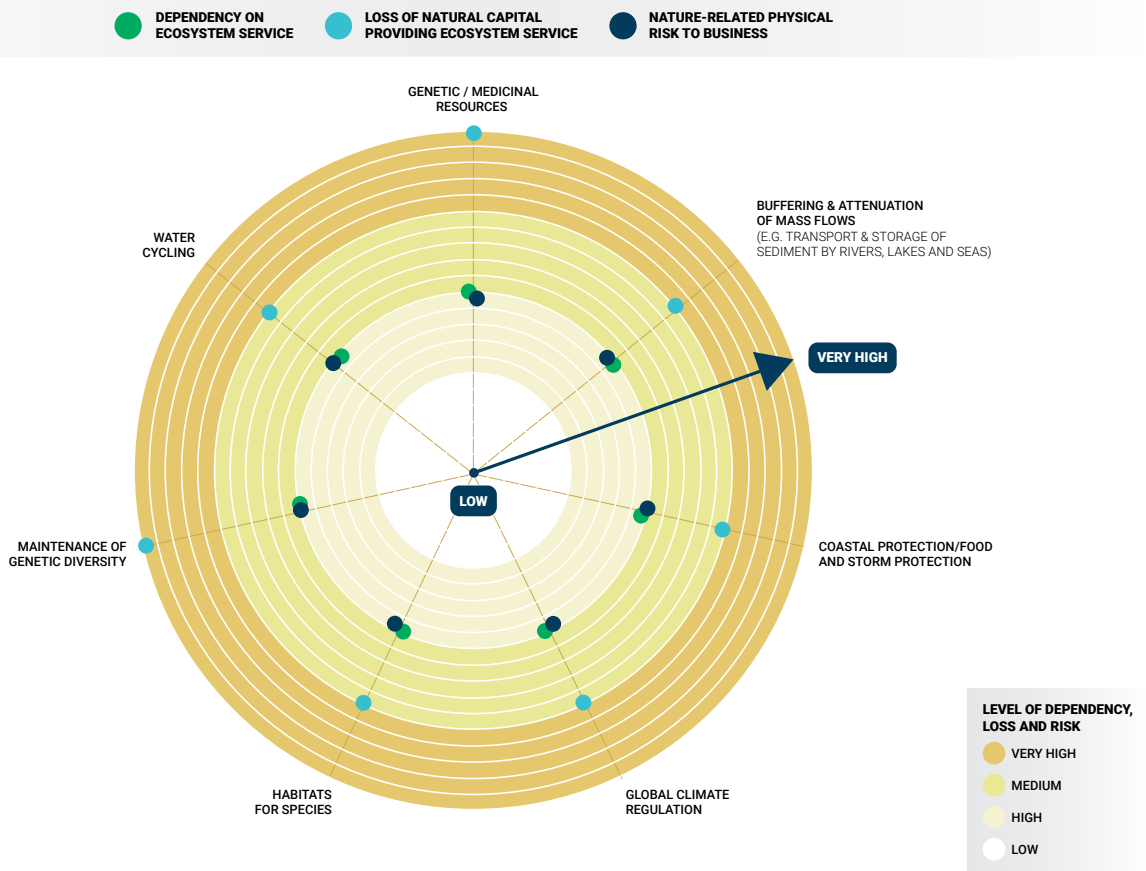 DEPENDENCY ON
ECOSYSTEM SERVICE
LOSS OF NATURAL CAPITAL
PROVIDING ECOSYSTEM SERVICE
NATURE-RELATED PHYSICAL
RISK TO BUSINESS
GENETIC / MEDICINAL
RESOURCES
BUFFERING & ATTENUATION
OF MASS FLOWS
(E.G. TRANSPORT & STORAGE OF
SEDIMENT BY RIVERS, LAKES AND SEAS)
WATER
CYCLING
VERY HIGH
LOW
MAINTENANCE OF
GENETIC DIVERSITY
COASTAL PROTECTION/FOOD
AND STORM PROTECTION
HABITATS
FOR SPECIES
GLOBAL CLIMATE
REGULATION
LEVEL OF DEPENDENCY,
LOSS AND RISK
VERY HIGH
MEDIUM
HIGH
LOW